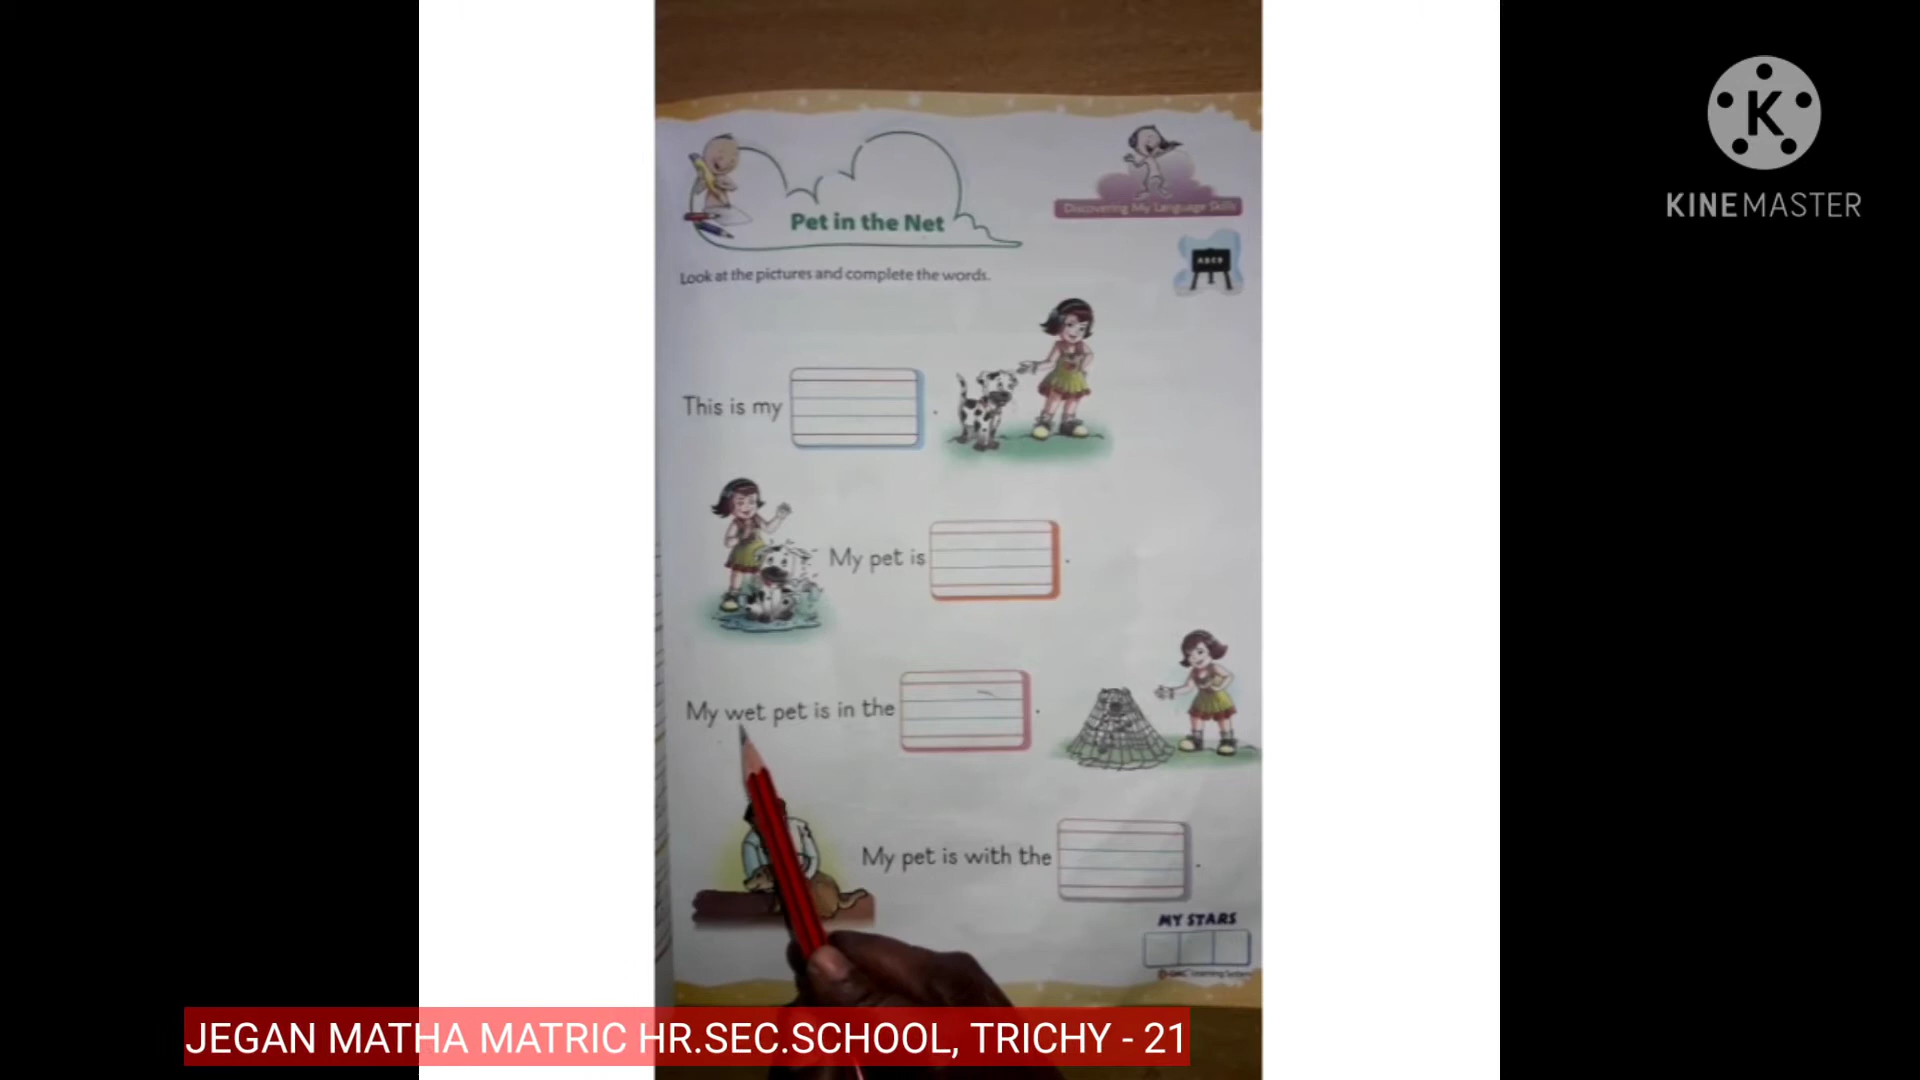 KINEMASTER
Pet in the Net
Discovering My Language Skills
ABCD
Look at the pictures and complete the words.
This is my .
My pet is .
My wet pet is in the .
My pet is with the .
MY STARS
JEGAN MATHA MATRIC HR.SEC.SCHOOL, TRICHY - 21